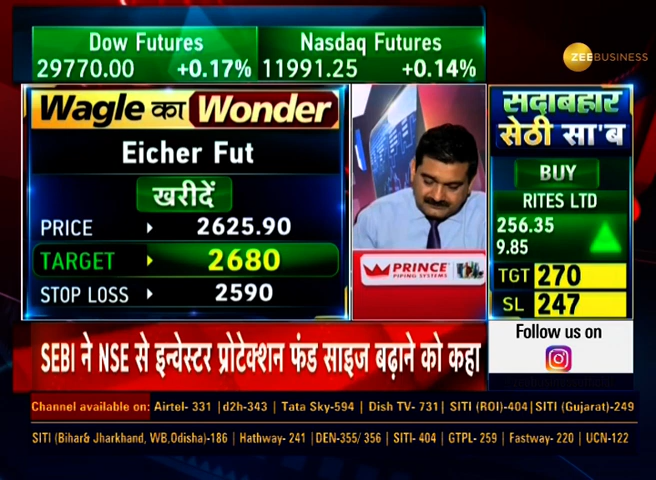 Dow Futures
29770.00 +0.17%
Nasdaq Futures
11991.25 +0.14%
ZEEBUSINESS
Wagle का Wonder
Eicher Fut
खरीदें
PRICE 2625.90
TARGET 2680
STOP LOSS 2590
PRINCE
PIPING SYSTEMS
सदाबहार
सेठी सा'ब
BUY
RITES LTD
256.35
9.85
TGT 270
SL 247
Follow us on
SEBI ने NSE से इन्वेस्टर प्रोटेक्शन फंड साइज बढ़ाने को कहा
Channel available on: Airtel- 331 | d2h-343 | Tata Sky-594 | Dish TV- 731 | SITI (ROI)-404 | SITI (Gujarat)-249
SITI (Bihar& Jharkhand, WB,Odisha)-186 | Hathway- 241 | DEN-355/ 356 | SITI- 404 | GTPL- 259 | Fastway- 220 | UCN-122